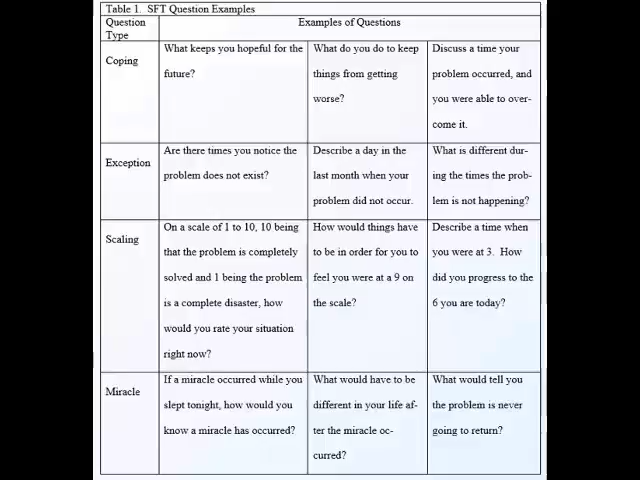 Table 1. SFT Question Examples
Question Type
Examples of Questions
Coping
What keeps you hopeful for the
future?
What do you do to keep
things from getting
worse?
Discuss a time your
problem occurred, and
you were able to over-
come it.
Exception
Are there times you notice the
problem does not exist?
Describe a day in the
last month when your
problem did not occur.
What is different dur-
ing the times the prob-
lem is not happening?
Scaling
On a scale of 1 to 10, 10 being
that the problem is completely
solved and 1 being the problem
is a complete disaster, how
would you rate your situation
right now?
How would things have
to be in order for you to
feel you were at a 9 on
the scale?
Describe a time when
you were at 3. How
did you progress to the
6 you are today?
Miracle
If a miracle occurred while you
slept tonight, how would you
know a miracle has occurred?
What would have to be
different in your life af-
ter the miracle oc-
curred?
What would tell you
the problem is never
going to return?